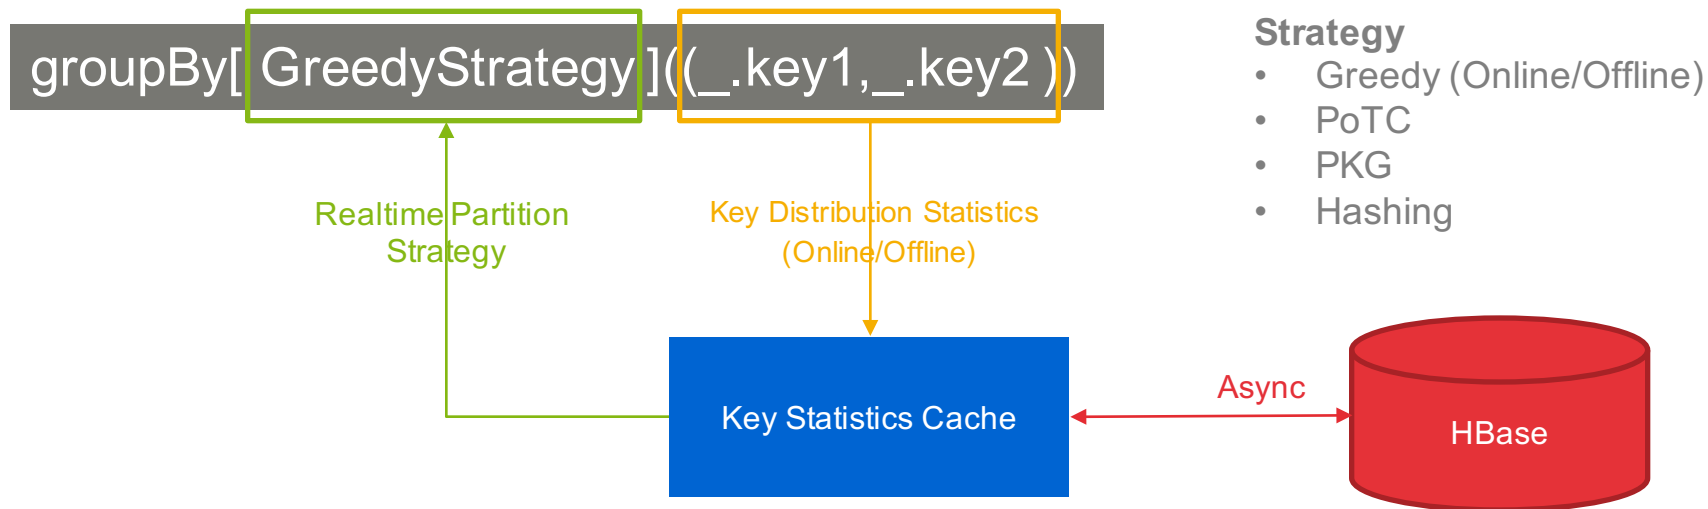 groupBy[ GreedyStrategy ]((_.key1,_.key2 ))
Strategy
• Greedy (Online/Offline)
• PoTC
• PKG
• Hashing
Realtime Partition
Strategy
Key Distribution Statistics
(Online/Offline)
Key Statistics Cache
Async
HBase